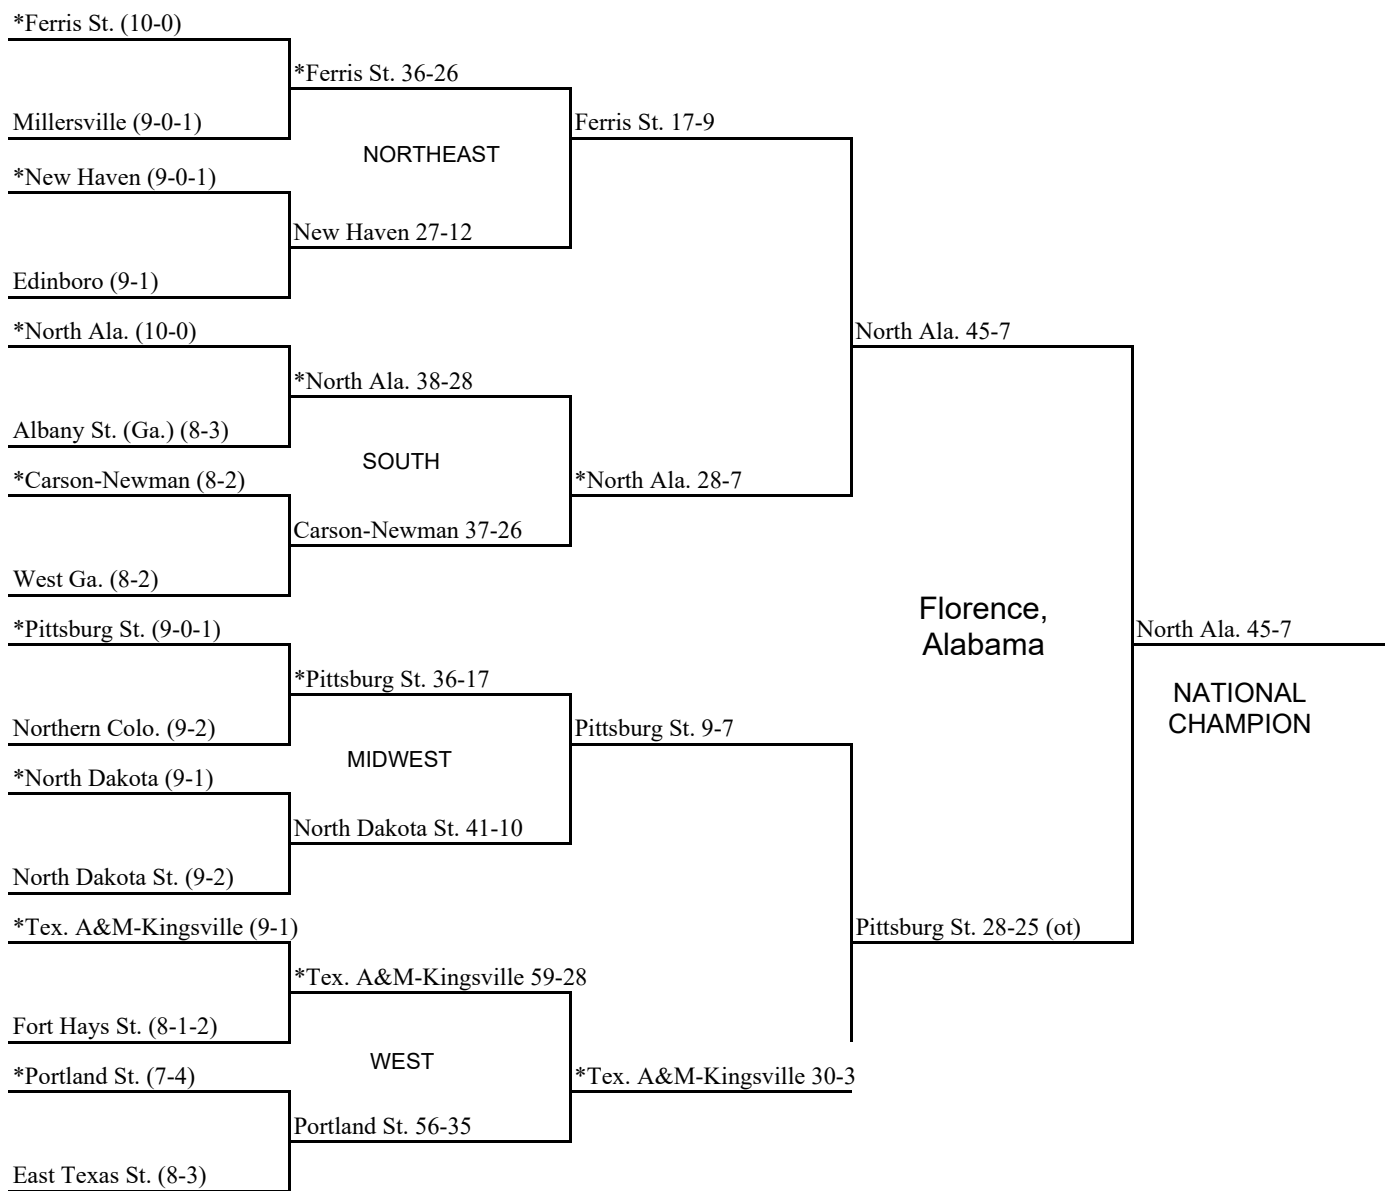 *Ferris St. (10-0)
*Ferris St. 36-26
Millersville (9-0-1)
Ferris St. 17-9
NORTHEAST
*New Haven (9-0-1)
New Haven 27-12
Edinboro (9-1)
*North Ala. (10-0)
North Ala. 45-7
*North Ala. 38-28
Albany St. (Ga.) (8-3)
SOUTH
*Carson-Newman (8-2)
*North Ala. 28-7
Carson-Newman 37-26
West Ga. (8-2)
Florence,
Alabama
*Pittsburg St. (9-0-1)
North Ala. 45-7
*Pittsburg St. 36-17
NATIONAL
CHAMPION
Northern Colo. (9-2)
Pittsburg St. 9-7
MIDWEST
*North Dakota (9-1)
North Dakota St. 41-10
North Dakota St. (9-2)
*Tex. A&M-Kingsville (9-1)
Pittsburg St. 28-25 (ot)
*Tex. A&M-Kingsville 59-28
Fort Hays St. (8-1-2)
WEST
*Portland St. (7-4)
*Tex. A&M-Kingsville 30-3
Portland St. 56-35
East Texas St. (8-3)